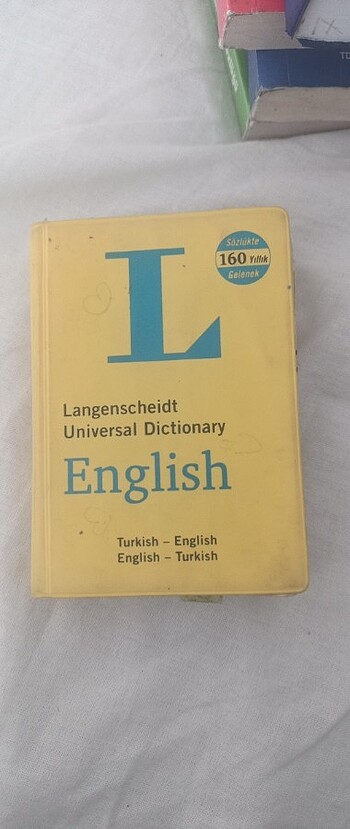 L
Sözlükte
160 Yıllık
Gelenek
Langenscheidt
Universal Dictionary
English
Turkish – English
English – Turkish